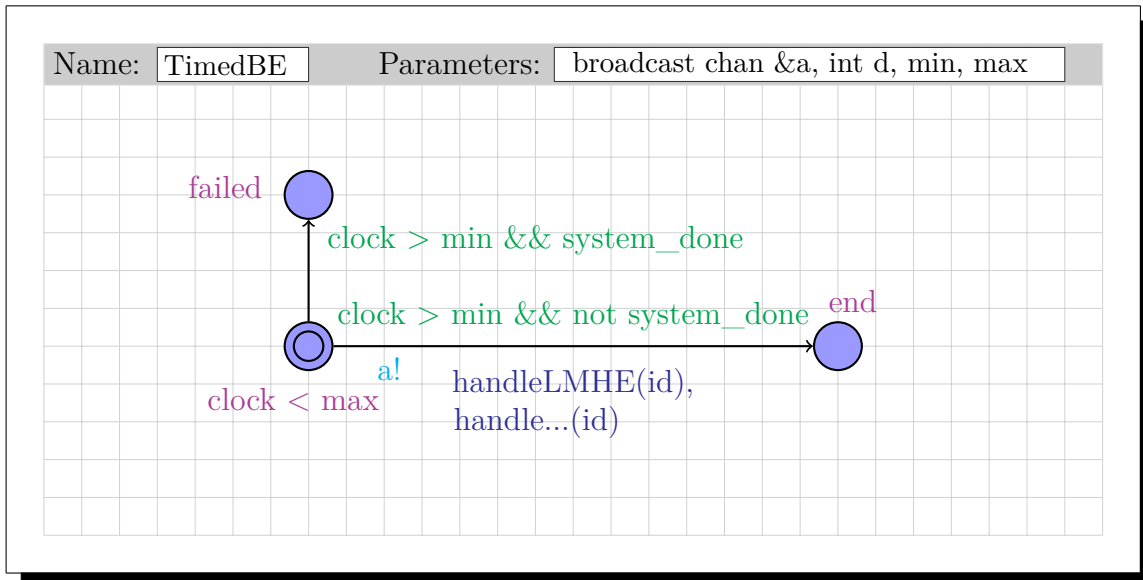 Name: TimedBE Parameters: broadcast chan &a, int d, min, max
failed
clock > min && system_done
end
clock > min && not system_done
a!
handleLMHE(id),
clock < max
handle...(id)